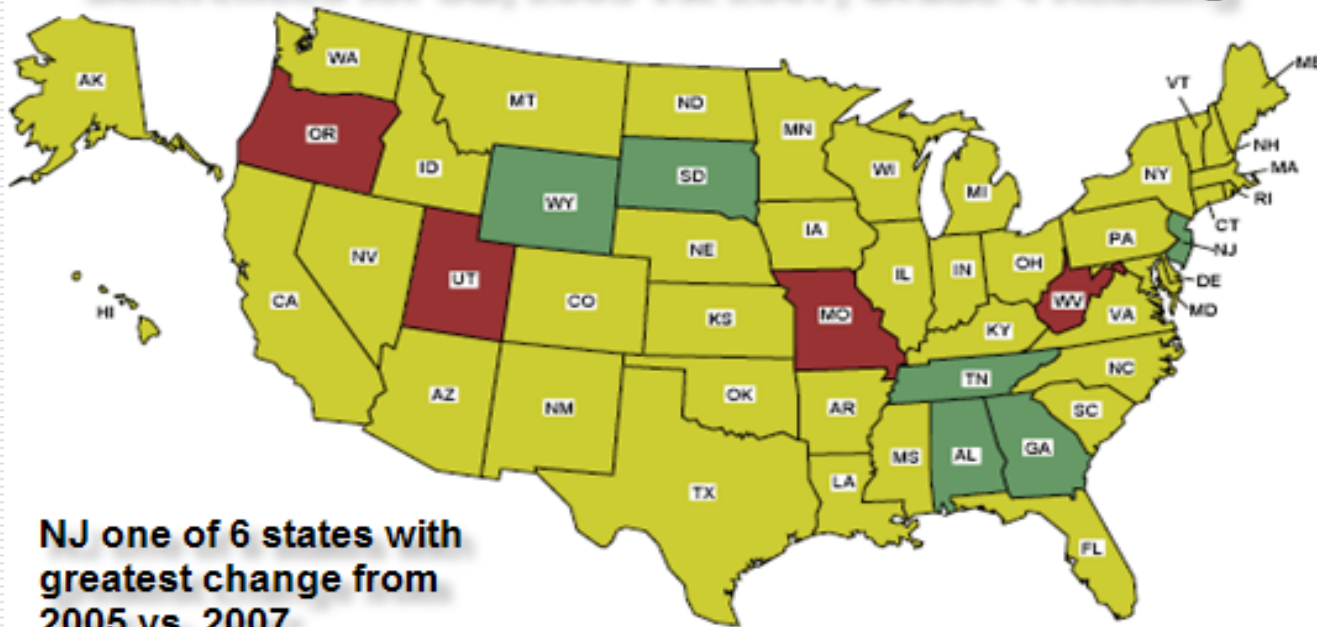 AK
WA
MT
ND
MN
VT
ME
OR
ID
WY
SD
WI
MI
NY
NH
MA
RI
CT
NV
UT
NE
IA
PA
NJ
CA
CO
KS
MO
IL
IN
OH
WV
VA
DE
MD
HI
KY
AZ
NM
OK
AR
TN
NC
SC
TX
LA
MS
AL
GA
FL
NJ one of 6 states with
greatest change from
2005 vs. 2007